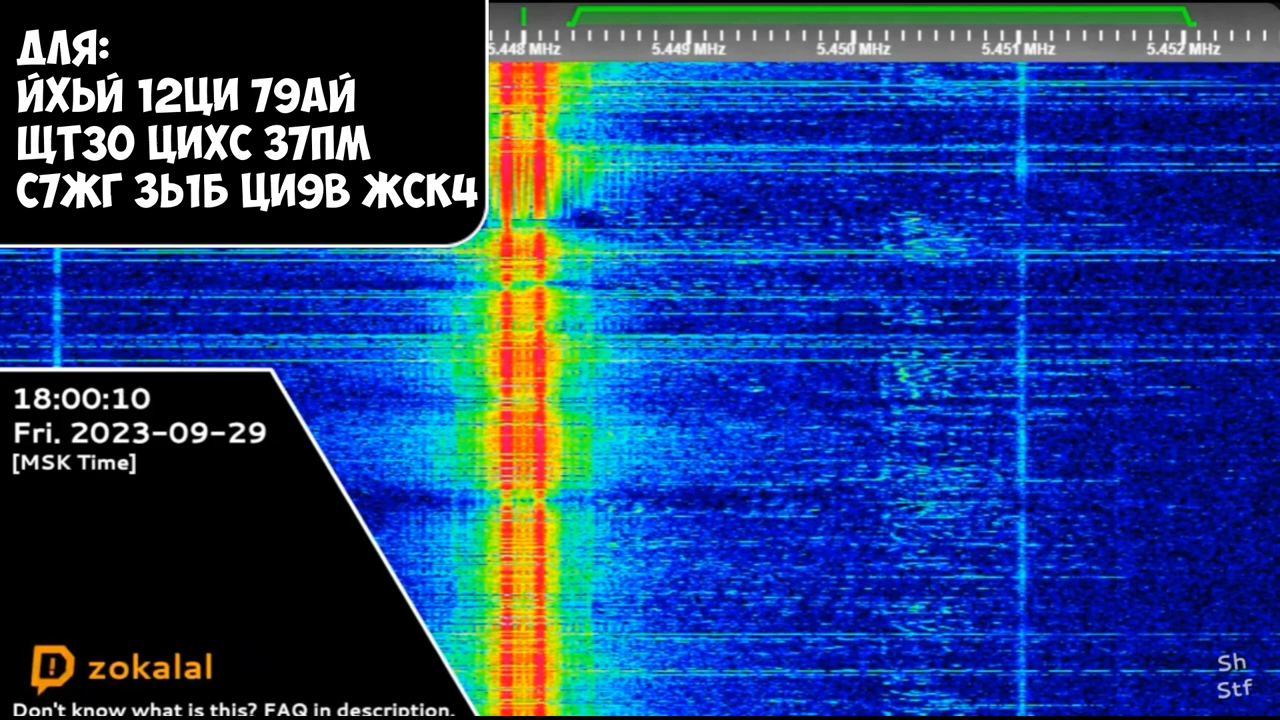 ДЛЯ:
ЙХЬЙ 12ЦИ 79АЙ
ЩТЗО ЦИХС 37ПМ
С7ЖГ ЗЬ1Б ЦИ9В ЖСК4
5.448 MHz 5.449 MHz 5.450 MHz 5.451 MHz 5.452 MHz
18:00:10
Fri. 2023-09-29
[MSK Time]
zokalal
Don't know what is this? FAQ in description.
Sh
Stf